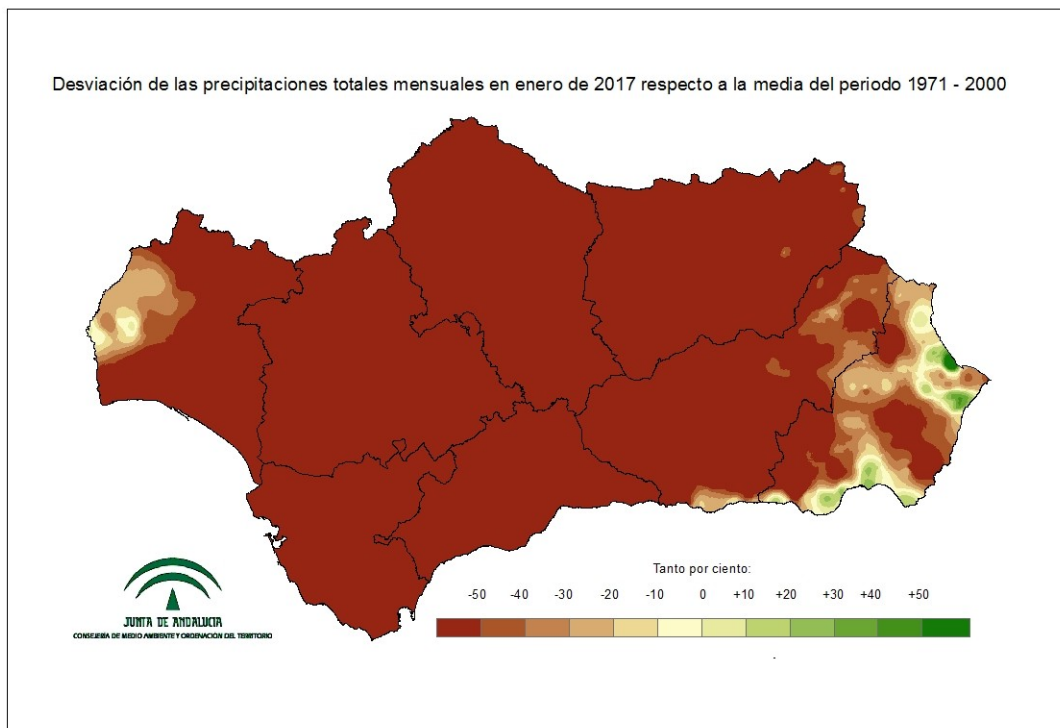 Desviación de las precipitaciones totales mensuales en enero de 2017 respecto a la media del periodo 1971 - 2000
Tanto por ciento:
-50 -40 -30 -20 -10 0 +10 +20 +30 +40 +50
JUNTA DE ANDALUCIA
CONSEJERÍA DE MEDIO AMBIENTE Y ORDENACIÓN DEL TERRITORIO